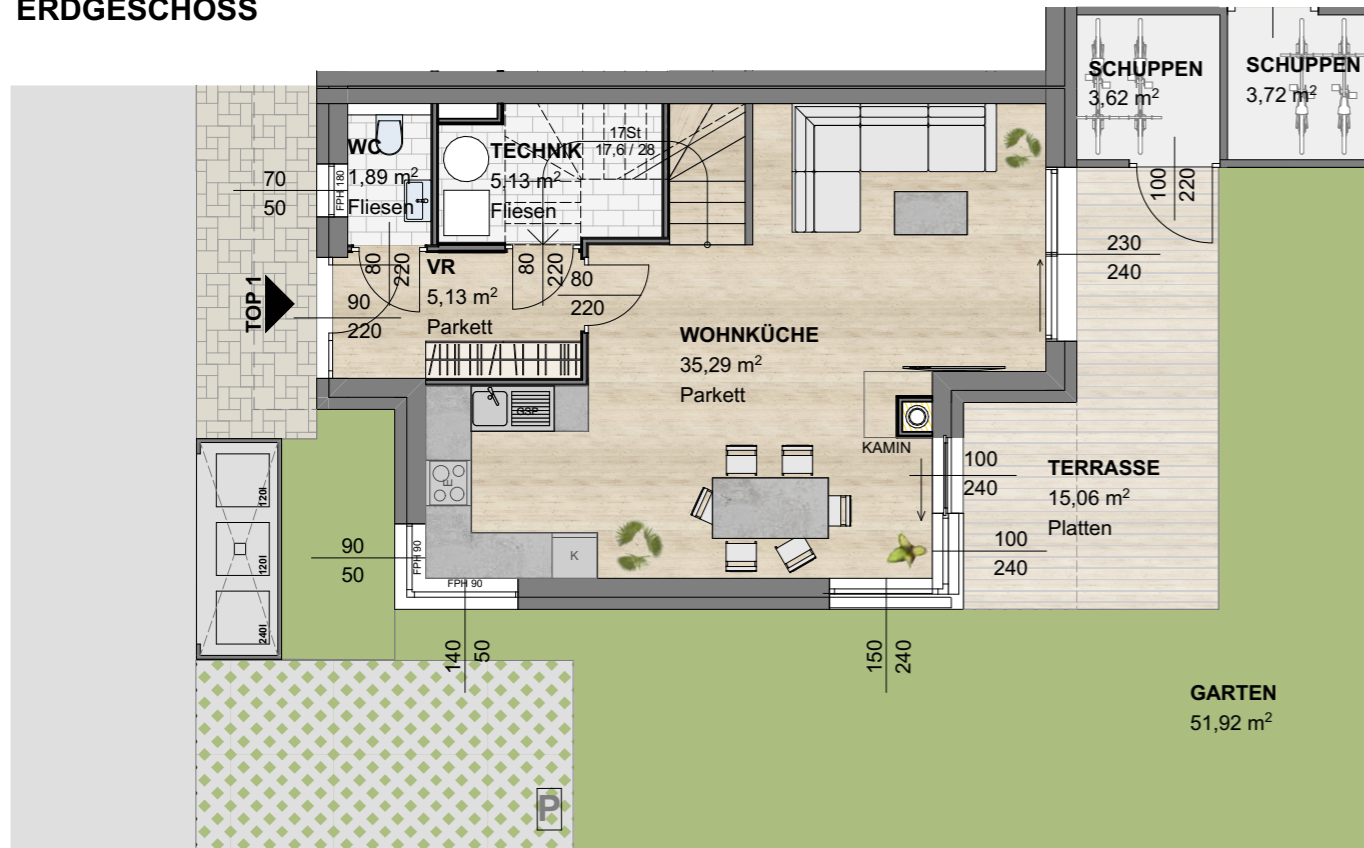 ERDGESCHOSS
SCHUPPEN
3,62 m²
SCHUPPEN
3,72 m²
100
220
WC
1,89 m²
Fliesen
TECHNIK
5,13 m²
Fliesen
17St
17,6 / 28
70
50
FPH 180
80
220
VR
5,13 m²
Parkett
80
220
80
220
90
220
TOP 1
230
240
WOHNKÜCHE
35,29 m²
Parkett
GSP
E
K
KAMIN
100
240
TERRASSE
15,06 m²
Platten
100
240
120l
120l
240l
90
50
FPH 90
FPH 90
140
50
150
240
GARTEN
51,92 m²
P